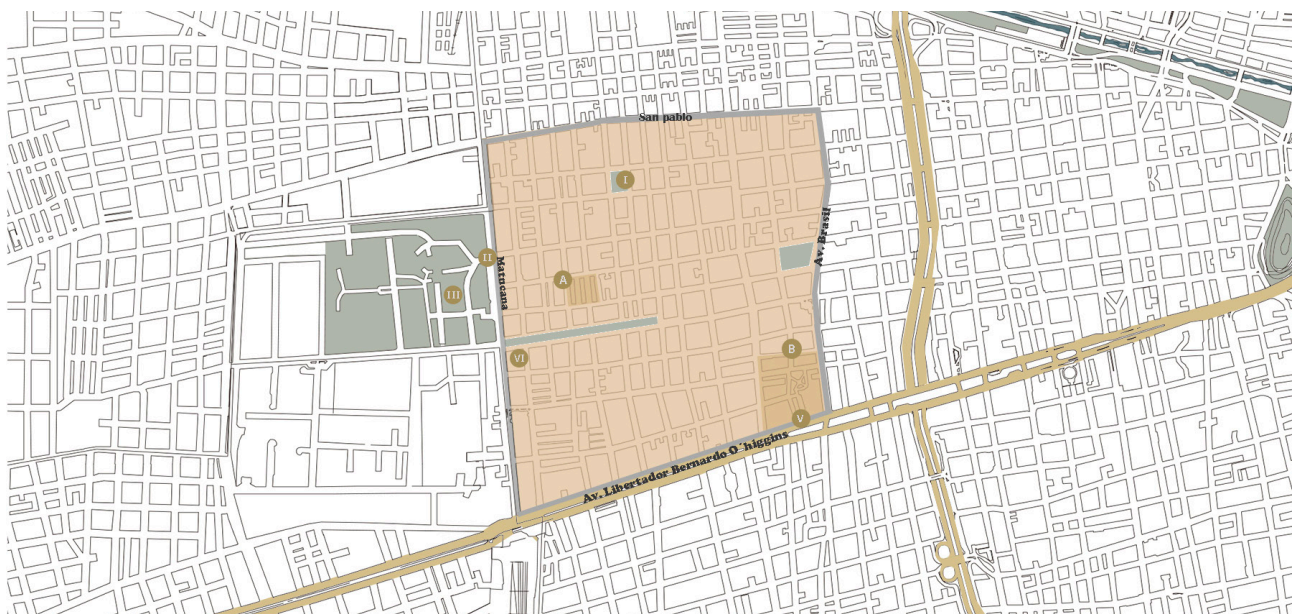 San pablo
I
Av. Brasil
II
Matucana
A
III
B
VI
V
Av. Libertador Bernardo O´higgins